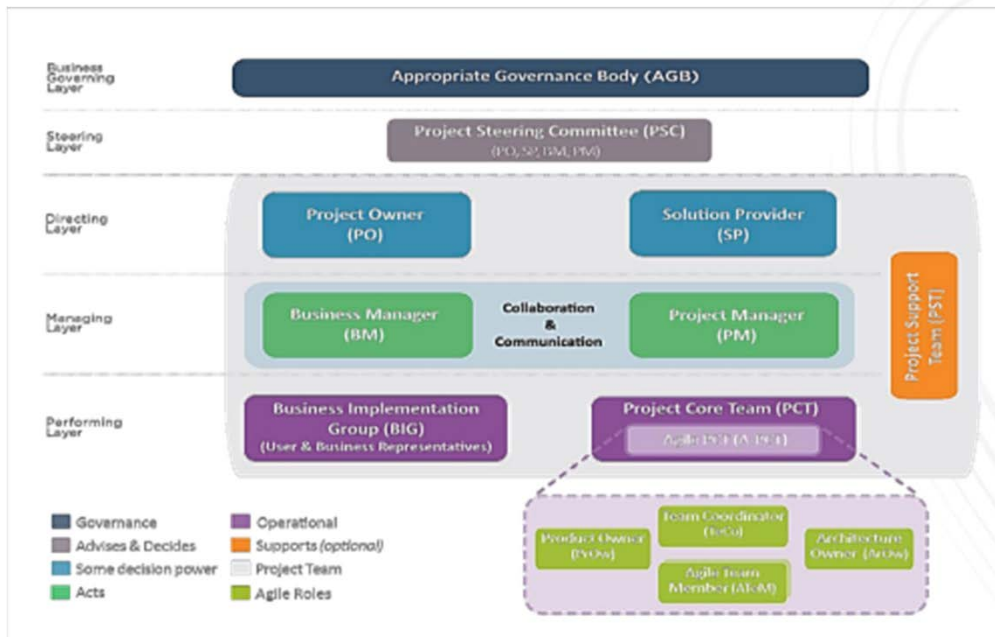 Business
Governing
Layer
Appropriate Governance Body (AGB)
Steering
Layer
Project Steering Committee (PSC)
(PO, SP, BM, PM)
Directing
Layer
Project Owner
(PO)
Solution Provider
(SP)
Managing
Layer
Business Manager
(BM)
Collaboration
&
Communication
Project Manager
(PM)
Project Support
Team (PST)
Performing
Layer
Business Implementation
Group (BIG)
(User & Business Representatives)
Project Core Team (PCT)
Agile PCT (A-PCT)
Governance
Advises & Decides
Some decision power
Acts
Operational
Supports (optional)
Project Team
Agile Roles
Product Owner
(PrOw)
Team Coordinator
(TeCo)
Architecture
Owner (ArOw)
Agile Team
Member (ATeM)